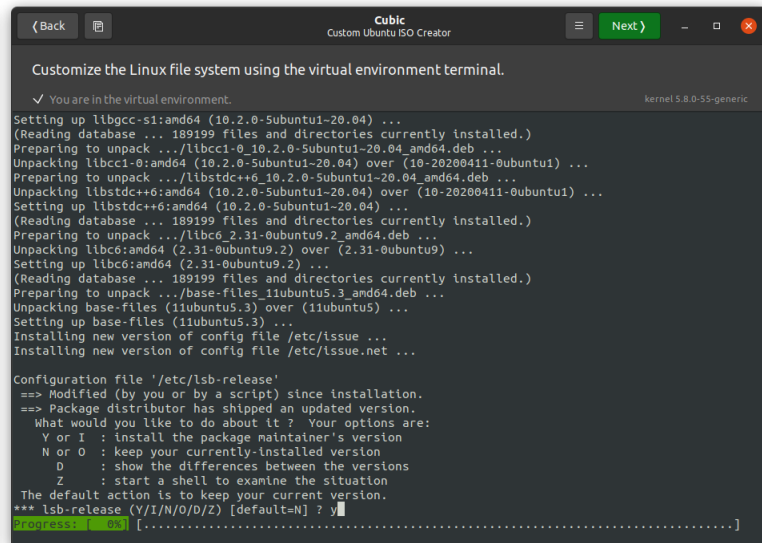 Back
Cubic
Custom Ubuntu ISO Creator
Next
Customize the Linux file system using the virtual environment terminal.
✓ You are in the virtual environment.
kernel 5.8.0-55-generic
Setting up libgcc-s1:amd64 (10.2.0-5ubuntu1~20.04) ...
(Reading database ... 189199 files and directories currently installed.)
Preparing to unpack .../libcc1-0_10.2.0-5ubuntu1~20.04_amd64.deb ...
Unpacking libcc1-0:amd64 (10.2.0-5ubuntu1~20.04) over (10-20200411-0ubuntu1) ...
Preparing to unpack .../libstdc++6_10.2.0-5ubuntu1~20.04_amd64.deb ...
Unpacking libstdc++6:amd64 (10.2.0-5ubuntu1~20.04) over (10-20200411-0ubuntu1) ...
Setting up libstdc++6:amd64 (10.2.0-5ubuntu1~20.04) ...
(Reading database ... 189199 files and directories currently installed.)
Preparing to unpack .../libc6_2.31-0ubuntu9.2_amd64.deb ...
Unpacking libc6:amd64 (2.31-0ubuntu9.2) over (2.31-0ubuntu9) ...
Setting up libc6:amd64 (2.31-0ubuntu9.2) ...
(Reading database ... 189199 files and directories currently installed.)
Preparing to unpack .../base-files_11ubuntu5.3_amd64.deb ...
Unpacking base-files (11ubuntu5.3) over (11ubuntu5) ...
Setting up base-files (11ubuntu5.3) ...
Installing new version of config file /etc/issue ...
Installing new version of config file /etc/issue.net ...
Configuration file '/etc/lsb-release'
==> Modified (by you or by a script) since installation.
==> Package distributor has shipped an updated version.
What would you like to do about it ?  Your options are:
Y or I  : install the package maintainer's version
N or O  : keep your currently-installed version
D     : show the differences between the versions
Z     : start a shell to examine the situation
The default action is to keep your current version.
*** lsb-release (Y/I/N/O/D/Z) [default=N] ? y
Progress: [  0%] [..........................................................................]